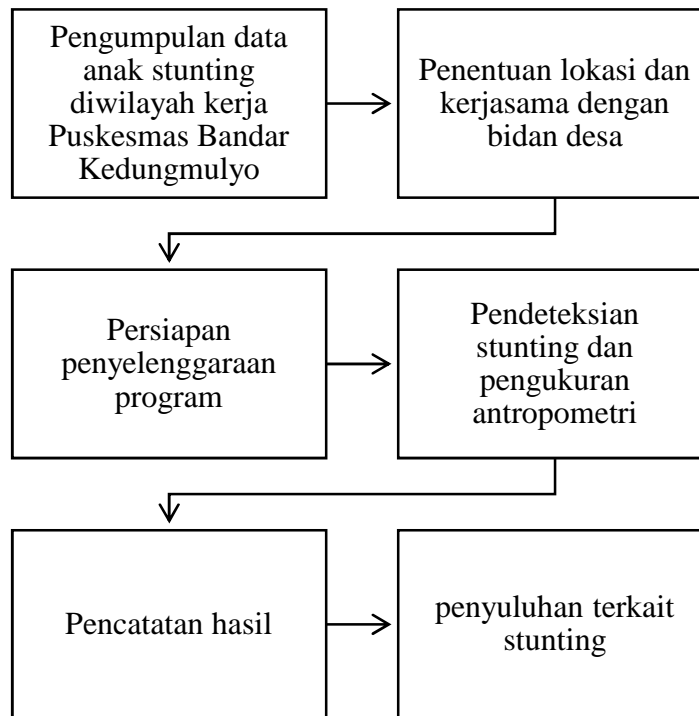 Pengumpulan data
anak stunting
diwilayah kerja
Puskesmas Bandar
Kedungmulyo
Penentuan lokasi dan
kerjasama dengan
bidan desa
Persiapan
penyelenggaraan
program
Pendeteksian
stunting dan
pengukuran
antropometri
Pencatatan hasil
penyuluhan terkait
stunting